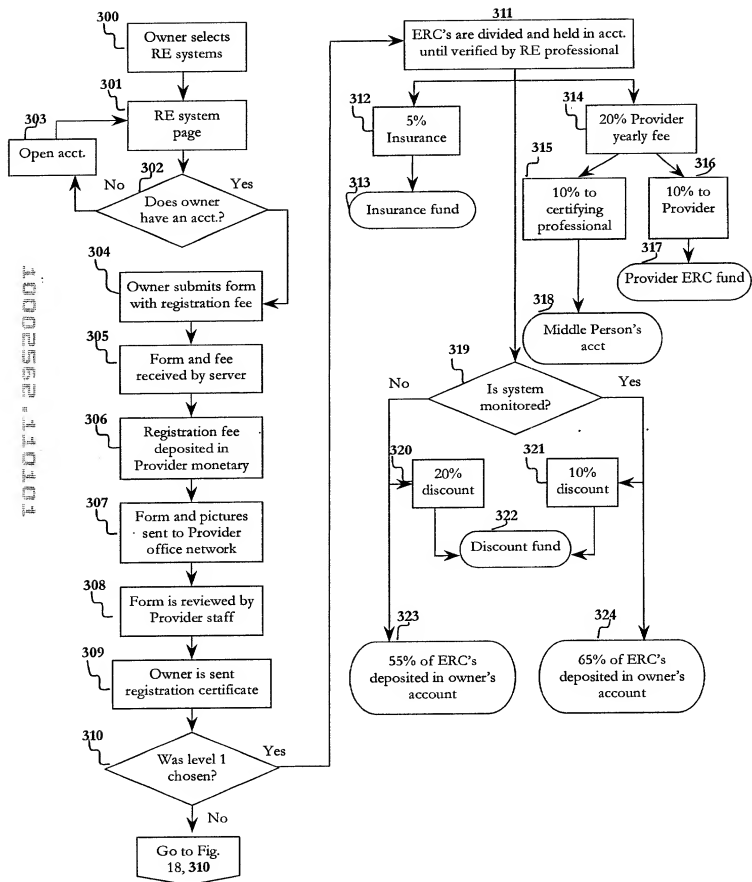 300
Owner selects
RE systems
301
RE system
page
303
Open acct.
302
No
Yes
Does owner
have an acct.?
304
Owner submits form
with registration fee
305
Form and fee
received by server
306
Registration fee
deposited in
Provider monetary
307
Form and pictures
sent to Provider
office network
308
Form is reviewed by
Provider staff
309
Owner is sent
registration certificate
310
Was level 1
chosen?
Yes
No
Go to Fig.
18, 310
311
ERC's are divided and held in acct.
until verified by RE professional
312
5%
Insurance
313
Insurance fund
314
20% Provider
yearly fee
315
10% to
certifying
professional
316
10% to
Provider
317
Provider ERC fund
318
Middle Person's
acct
319
No
Yes
Is system
monitored?
320
20%
discount
321
10%
discount
322
Discount fund
323
55% of ERC's
deposited in owner's
account
324
65% of ERC's
deposited in owner's
account
10002562.110101